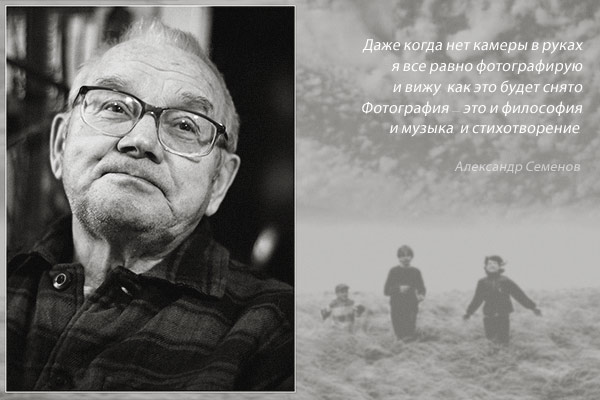 Даже когда нет камеры в руках
я все равно фотографирую
и вижу как это будет снято
Фотография — это и философия
и музыка и стихотворение
Александр Семенов